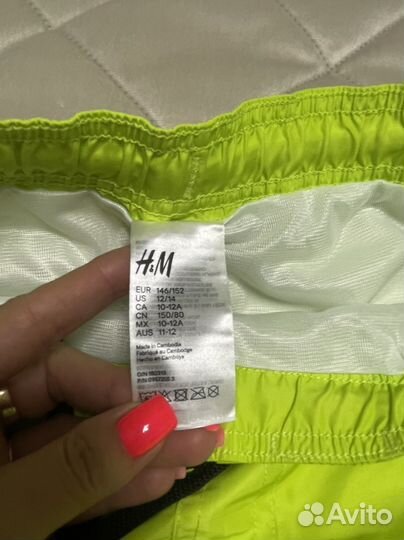 H&M
EUR 146/152
US 12/14
CA 10-12A
CN 150/80
MX 10-12A
AUS 11-12
Made in Cambodia
Fabriqué au Cambodge
Hecho en Camboya
Avito